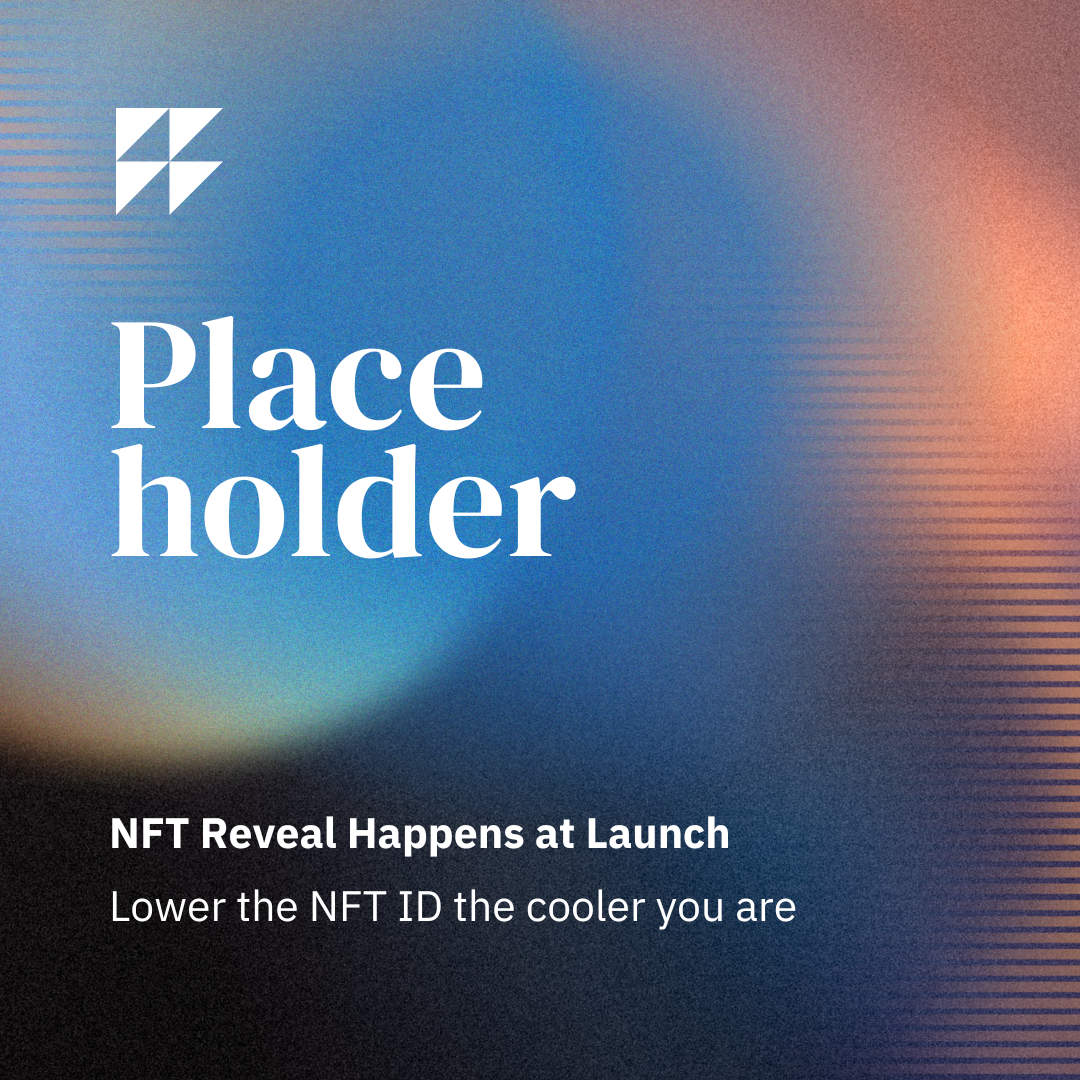 Place
holder
NFT Reveal Happens at Launch
Lower the NFT ID the cooler you are